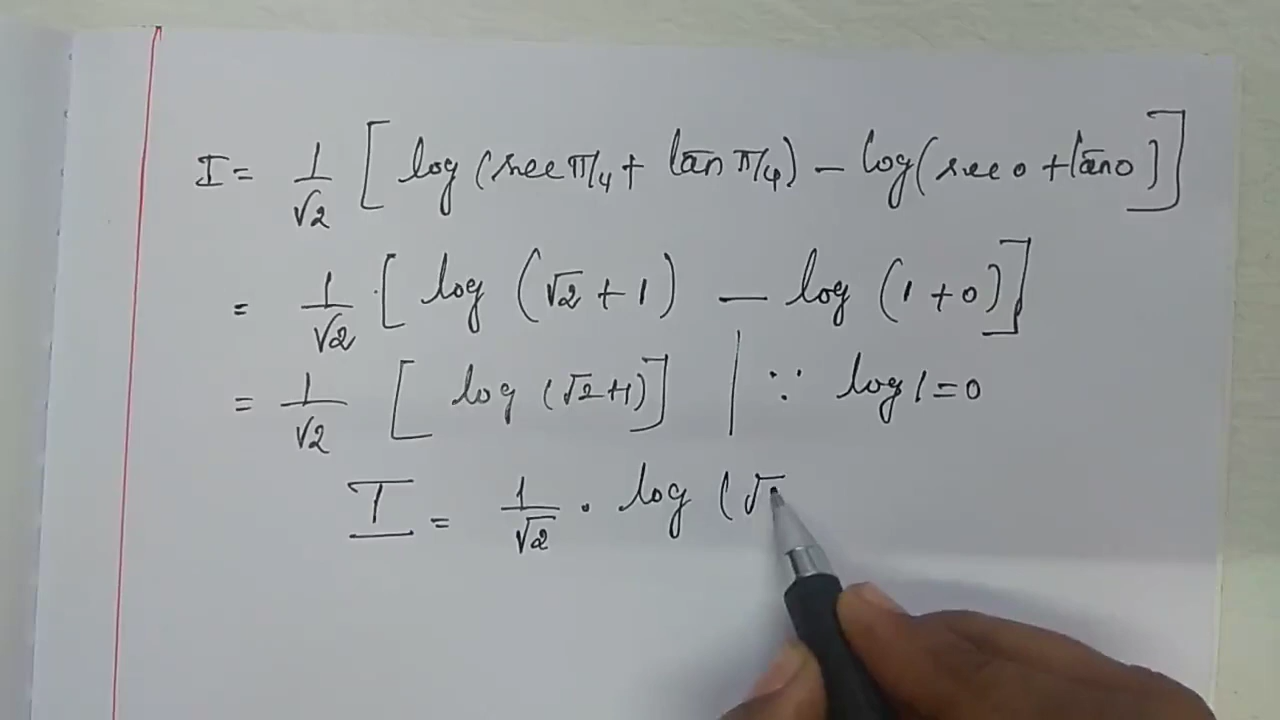 I = 1/√2 [ log (sec π/4 + tan π/4) – log (sec 0 + tan 0 ) ]
= 1/√2 · [ log (√2 + 1) – log (1 + 0) ]
= 1/√2 [ log (√2+1) ] | ∵ log 1 = 0
I = 1/√2 · log (√